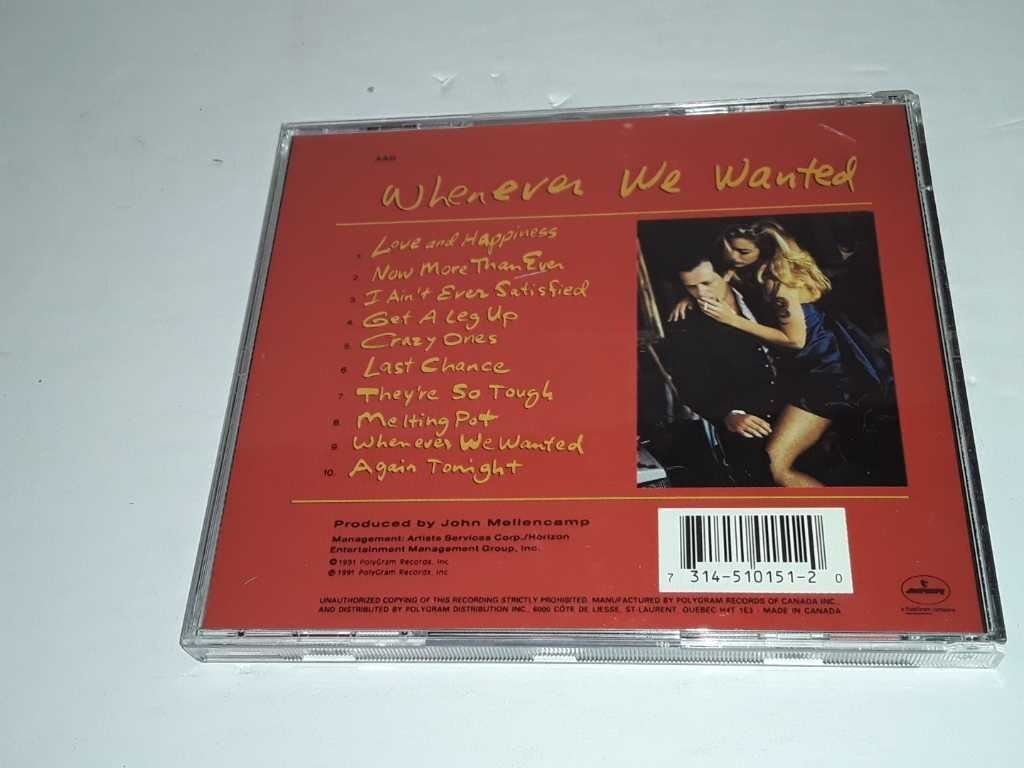 AAD
Whenever We Wanted
1. Love and Happiness
2. Now More Than Ever
3. I Ain't Ever Satisfied
4. Get A Leg Up
5. Crazy Ones
6. Last Chance
7. They're So Tough
8. Melting Pot
9. Whenever We Wanted
10. Again Tonight
Produced by John Mellencamp
Management: Artists Services Corp./Horizon
Entertainment Management Group, Inc.
℗ 1991 PolyGram Records, Inc.
© 1991 PolyGram Records, Inc.
7 314-510151-2 0
UNAUTHORIZED COPYING OF THIS RECORDING STRICTLY PROHIBITED. MANUFACTURED BY POLYGRAM RECORDS OF CANADA INC.,
AND DISTRIBUTED BY POLYGRAM DISTRIBUTION INC., 6000 CÔTE DE LIESSE, ST-LAURENT, QUEBEC H4T 1E3 · MADE IN CANADA
mercury
a PolyGram company